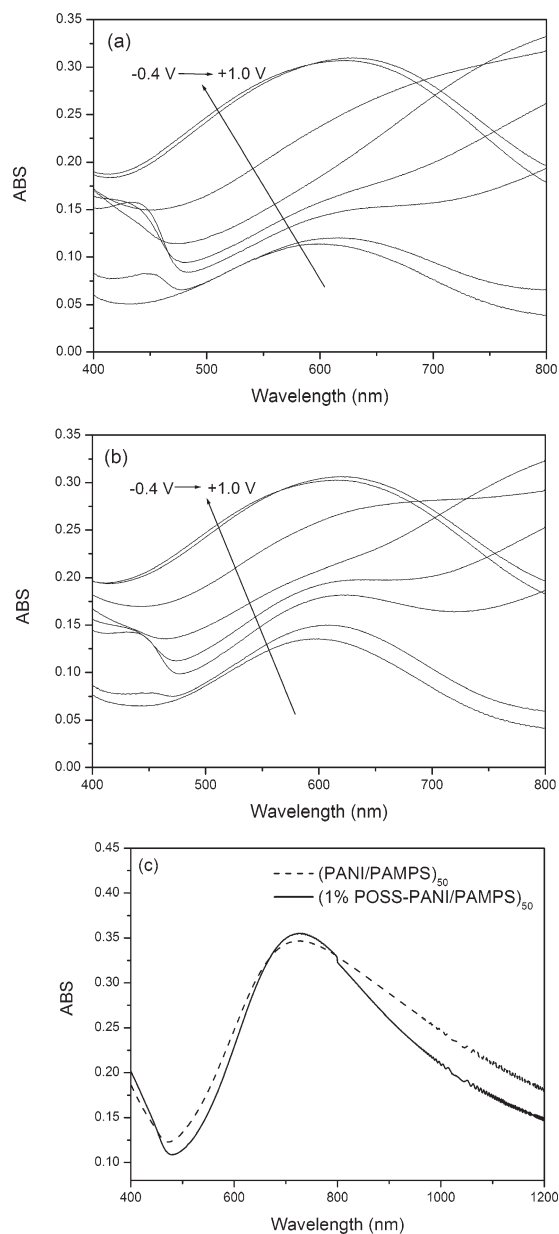 (a)
-0.4 V → +1.0 V
0.35
0.30
0.25
0.20
0.15
0.10
0.05
0.00
ABS
400 500 600 700 800
Wavelength (nm)
(b)
-0.4 V → +1.0 V
0.35
0.30
0.25
0.20
0.15
0.10
0.05
0.00
ABS
400 500 600 700 800
Wavelength (nm)
(c)
(PANI/PAMPS)50
(1% POSS-PANI/PAMPS)50
0.45
0.40
0.35
0.30
0.25
0.20
0.15
0.10
ABS
400 600 800 1000 1200
Wavelength (nm)